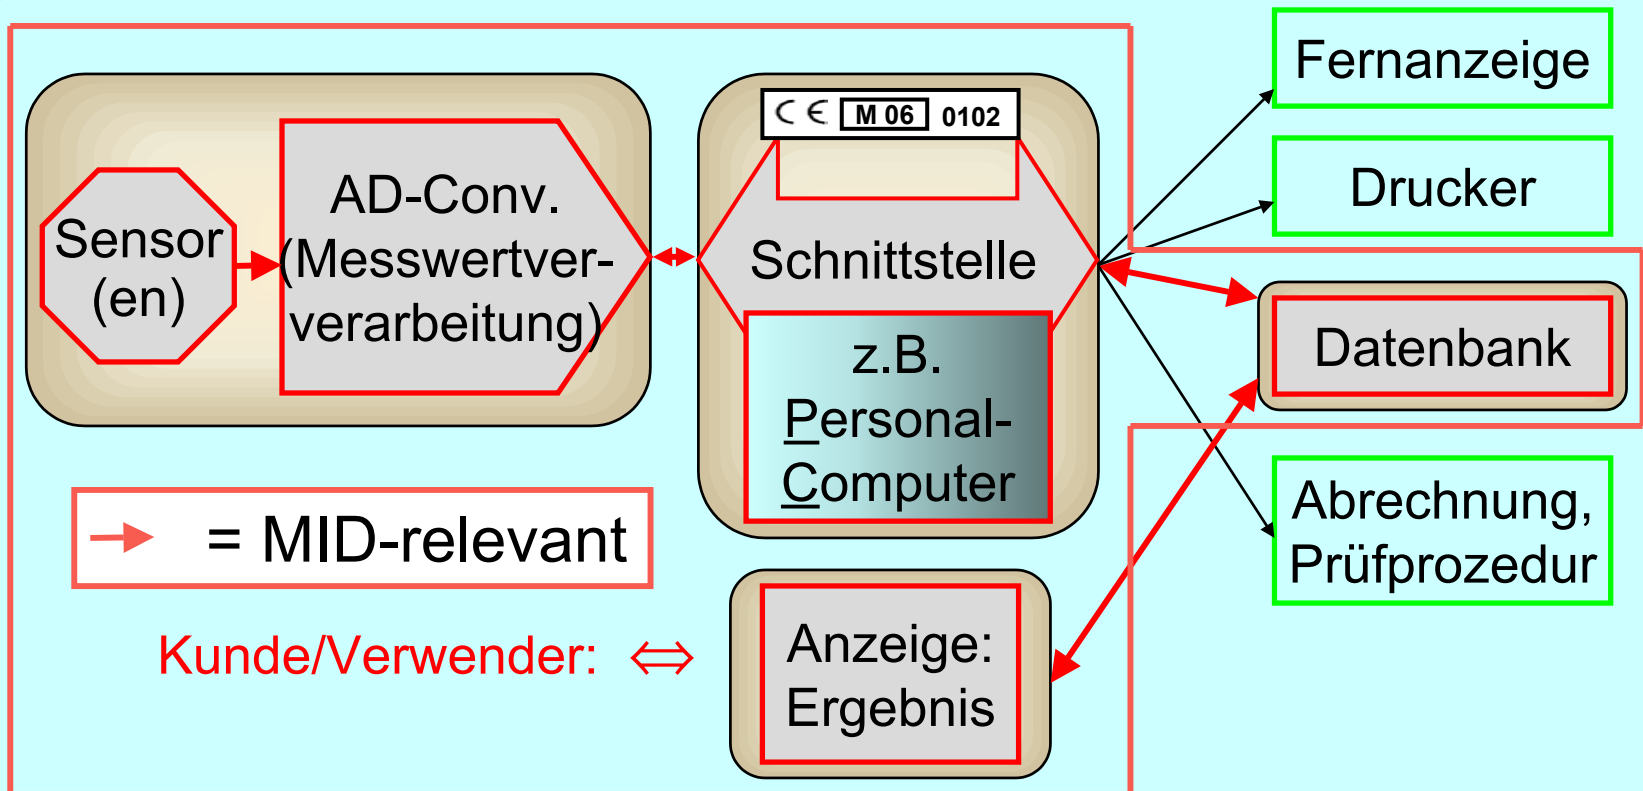 Sensor
(en)
AD-Conv.
(Messwertver-
verarbeitung)
CE M 06 0102
Schnittstelle
z.B.
Personal-
Computer
Fernanzeige
Drucker
Datenbank
Abrechnung,
Prüfprozedur
= MID-relevant
Kunde/Verwender: ⇔
Anzeige:
Ergebnis